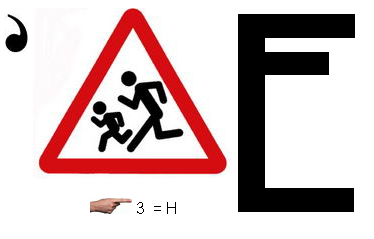 , Е
3 = Н